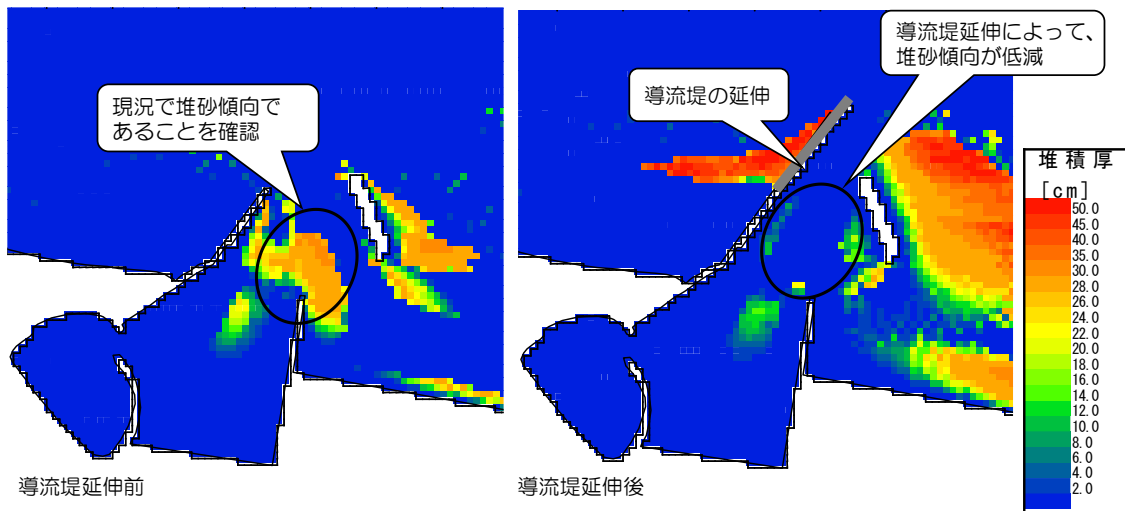 現況で堆砂傾向で
あることを確認
導流堤延伸前
導流堤延伸によって、
堆砂傾向が低減
導流堤の延伸
導流堤延伸後
堆積厚
[cm]
50.0
45.0
40.0
35.0
30.0
28.0
26.0
24.0
22.0
20.0
18.0
16.0
14.0
12.0
10.0
8.0
6.0
4.0
2.0